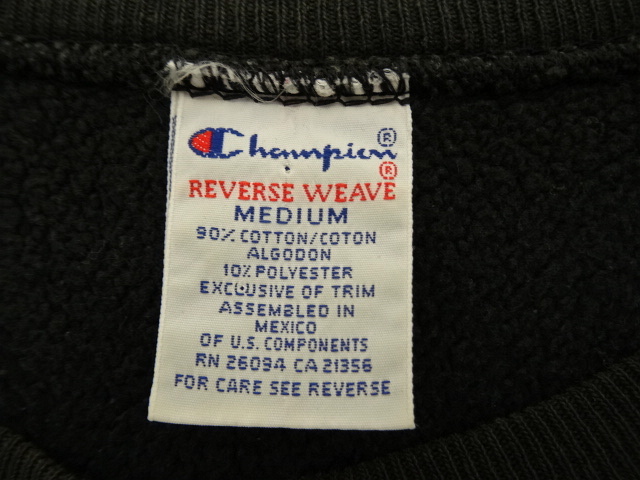 Champion®
REVERSE WEAVE®
MEDIUM
90% COTTON/COTON
ALGODON
10% POLYESTER
EXCLUSIVE OF TRIM
ASSEMBLED IN
MEXICO
OF U.S. COMPONENTS
RN 26094 CA 21356
FOR CARE SEE REVERSE